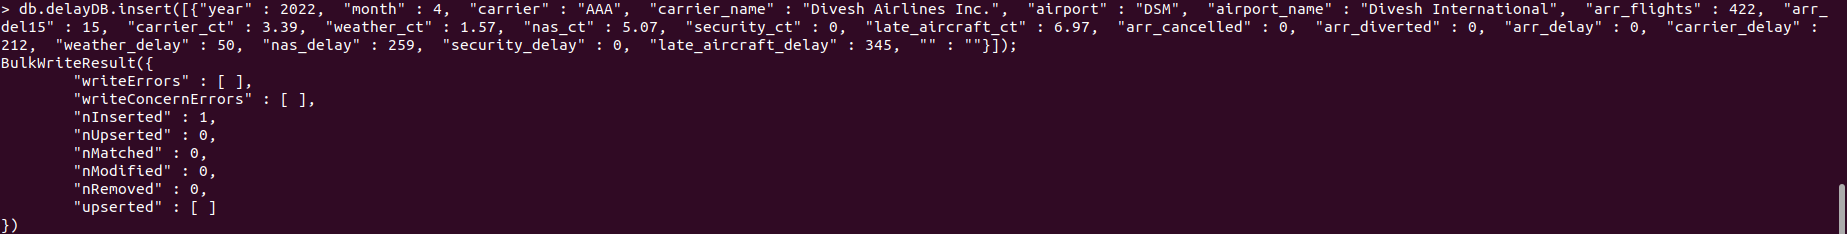 > db.delayDB.insert([{"year" : 2022,  "month" : 4,  "carrier" : "AAA",  "carrier_name" : "Divesh Airlines Inc.",  "airport" : "DSM",  "airport_name" : "Divesh International",  "arr_flights" : 422,  "arr_
del15" : 15,  "carrier_ct" : 3.39,  "weather_ct" : 1.57,  "nas_ct" : 5.07,  "security_ct" : 0,  "late_aircraft_ct" : 6.97,  "arr_cancelled" : 0,  "arr_diverted" : 0,  "arr_delay" : 0,  "carrier_delay" :
212,  "weather_delay" : 50,  "nas_delay" : 259,  "security_delay" : 0,  "late_aircraft_delay" : 345,  "" : ""}]);
BulkWriteResult({
        "writeErrors" : [ ],
        "writeConcernErrors" : [ ],
        "nInserted" : 1,
        "nUpserted" : 0,
        "nMatched" : 0,
        "nModified" : 0,
        "nRemoved" : 0,
        "upserted" : [ ]
})